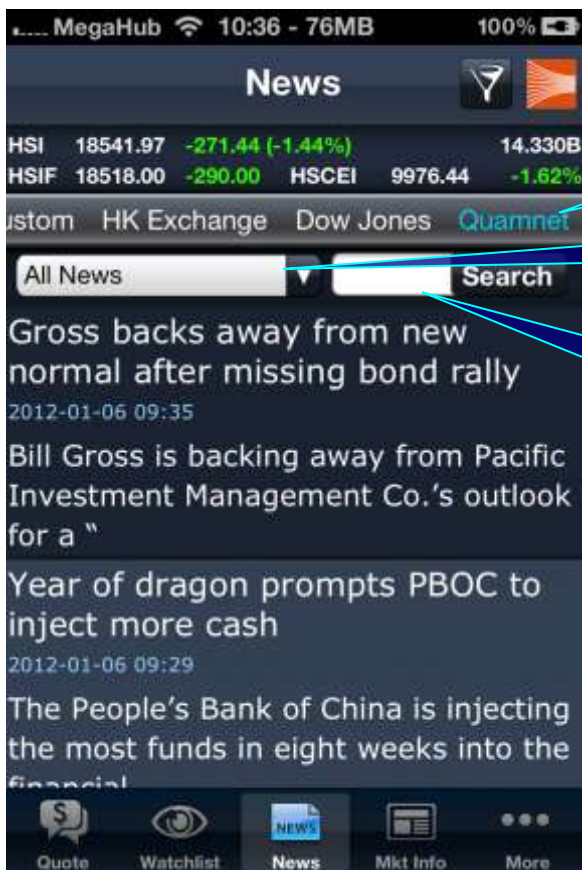 ..... MegaHub 10:36 - 76MB 100%
News
HSI 18541.97 -271.44 (-1.44%) 14.330B
HSIF 18518.00 -290.00 HSCEI 9976.44 -1.62%
ustom HK Exchange Dow Jones Quamnet
All News Search
Gross backs away from new
normal after missing bond rally
2012-01-06 09:35
Bill Gross is backing away from Pacific
Investment Management Co.'s outlook
for a “
Year of dragon prompts PBOC to
inject more cash
2012-01-06 09:29
The People's Bank of China is injecting
the most funds in eight weeks into the
financial
$ NEWS
Quote Watchlist News Mkt Info More